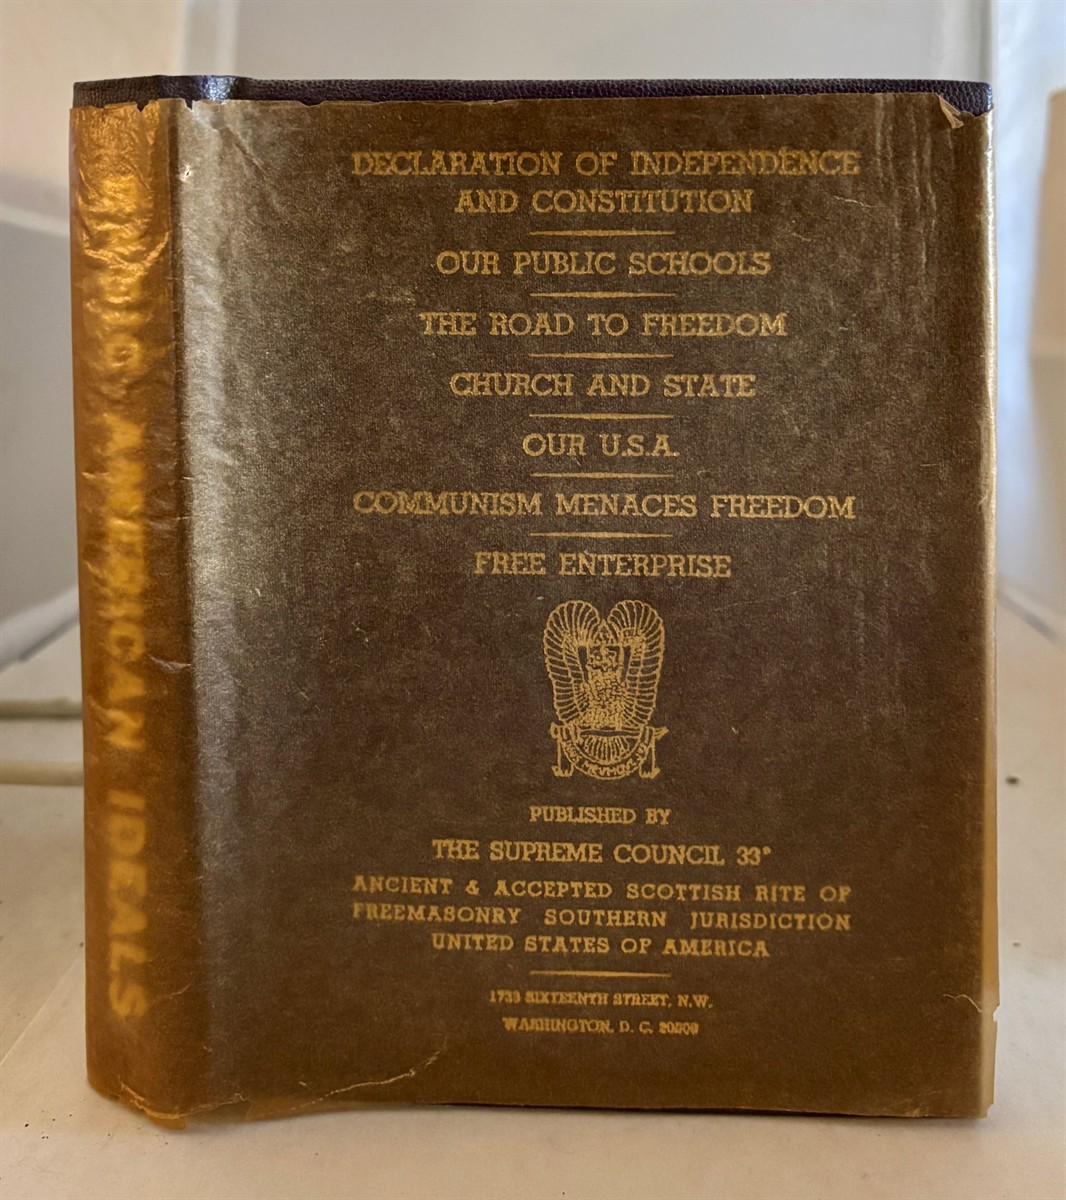 AMERICAN IDEALS
DECLARATION OF INDEPENDENCE
AND CONSTITUTION
OUR PUBLIC SCHOOLS
THE ROAD TO FREEDOM
CHURCH AND STATE
OUR U.S.A.
COMMUNISM MENACES FREEDOM
FREE ENTERPRISE
PUBLISHED BY
THE SUPREME COUNCIL 33°
ANCIENT & ACCEPTED SCOTTISH RITE OF
FREEMASONRY SOUTHERN JURISDICTION
UNITED STATES OF AMERICA
1733 SIXTEENTH STREET, N.W.
WASHINGTON, D. C.